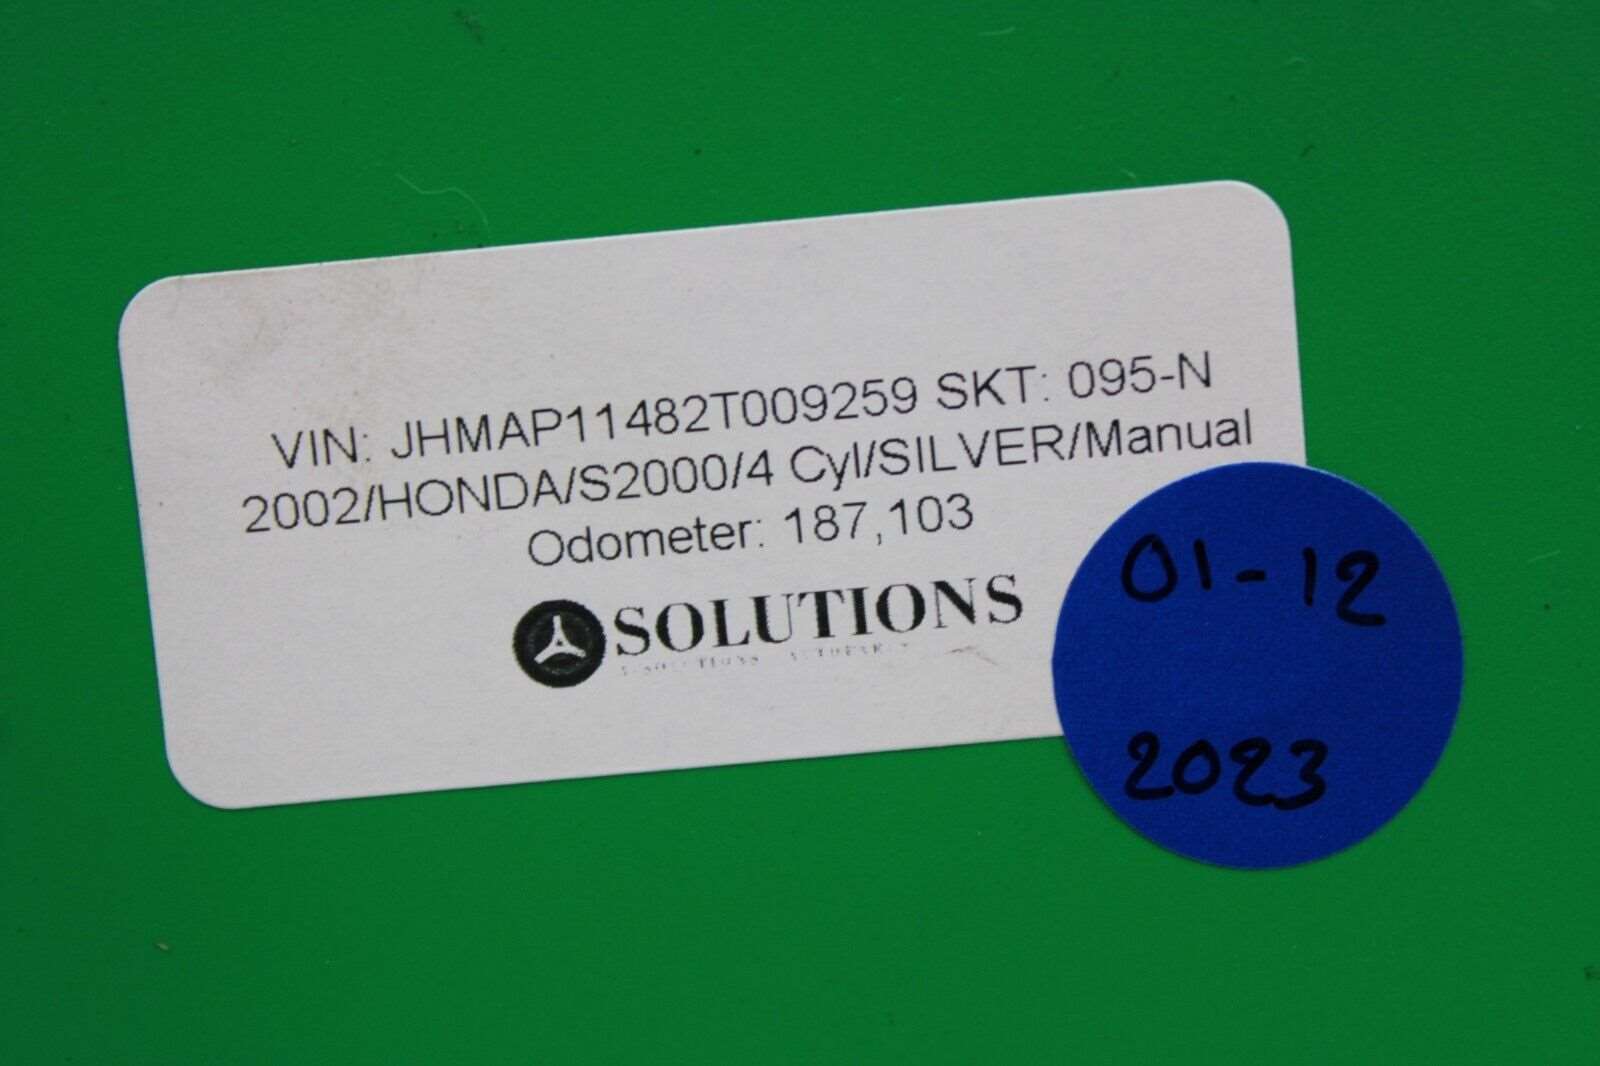 VIN: JHMAP11482T009259 SKT: 095-N
2002/HONDA/S2000/4 Cyl/SILVER/Manual
Odometer: 187,103
SOLUTIONS
01-12
2023